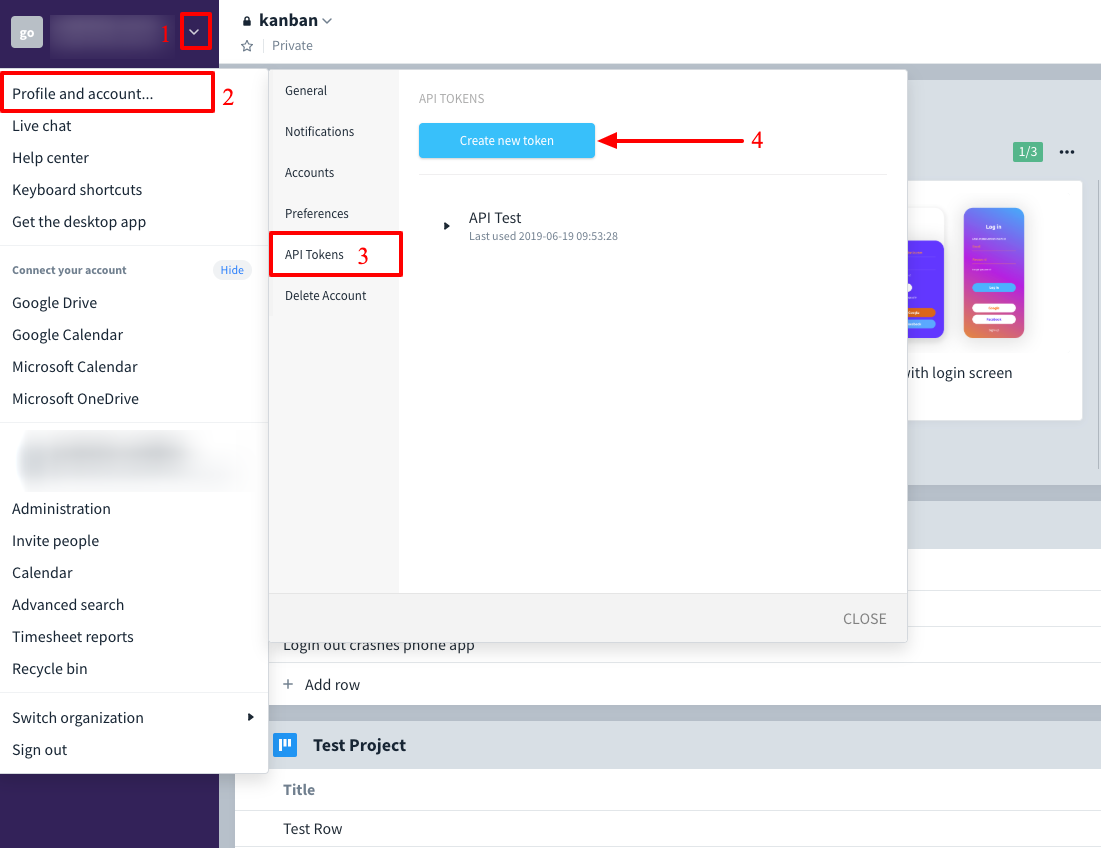 go
1
kanban
Private
Profile and account...
2
Live chat
Help center
Keyboard shortcuts
Get the desktop app
Connect your account
Hide
Google Drive
Google Calendar
Microsoft Calendar
Microsoft OneDrive
Administration
Invite people
Calendar
Advanced search
Timesheet reports
Recycle bin
Switch organization
Sign out
General
Notifications
Accounts
Preferences
API Tokens
3
Delete Account
API TOKENS
Create new token
4
API Test
Last used 2019-06-19 09:53:28
CLOSE
1/3
Log in
Log in
Google
Facebook
with login screen
Login out crashes phone app
+ Add row
Test Project
Title
Test Row